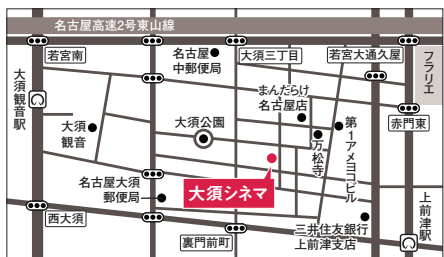 名古屋高速2号東山線
若宮南
名古屋
中郵便局
大須三丁目
若宮大通久屋
フラリエ
大須観音駅
まんだらけ
名古屋店
赤門東
大須
観音
大須公園
万松寺
第1アメヨコビル
名古屋大須
郵便局
大須シネマ
上前津駅
西大須
裏門前町
三井住友銀行
上前津支店